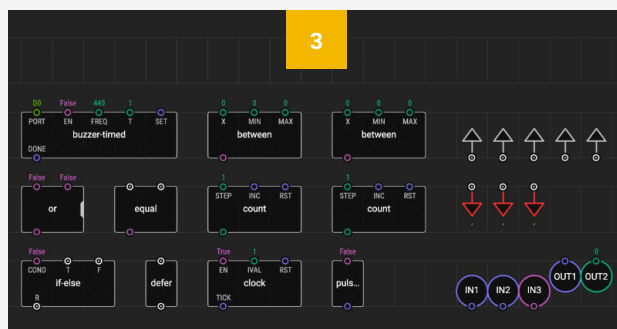 3
D0 False 440 1 0 0 0 0 0 0
PORT EN FREQ T SET X MIN MAX X MIN MAX
buzzer-timed between between
DONE
False False 1 1
STEP INC RST STEP INC RST
or equal count count
False True 1 False 0
COND T F EN IVAL RST OUT1 OUT2
if-else defer clock puls... IN1 IN2 IN3
R TICK